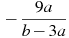 − 9a / (b − 3a)